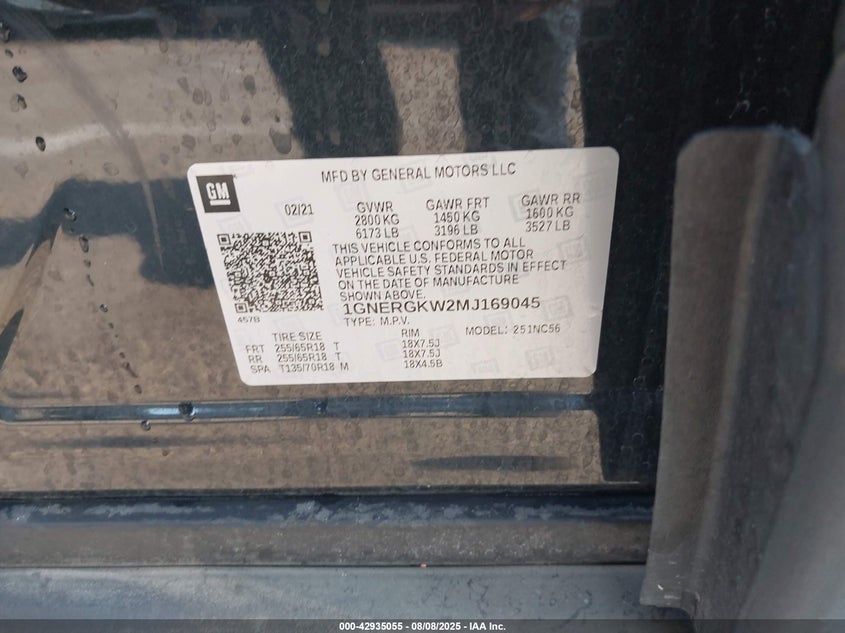 GM
MFD BY GENERAL MOTORS LLC
02/21 GVWR GAWR FRT GAWR RR
2800 KG 1450 KG 1600 KG
6173 LB 3196 LB 3527 LB
THIS VEHICLE CONFORMS TO ALL
APPLICABLE U.S. FEDERAL MOTOR
VEHICLE SAFETY STANDARDS IN EFFECT
ON THE DATE OF MANUFACTURE
SHOWN ABOVE.
457B
1GNERGKW2MJ169045
TYPE: M.P.V. MODEL: 251NC56
TIRE SIZE RIM
FRT 255/65R18 T 18X7.5J
RR 255/65R18 T 18X7.5J
SPA T135/70R18 M 18X4.5B
000-42935055 - 08/08/2025 - IAA Inc.